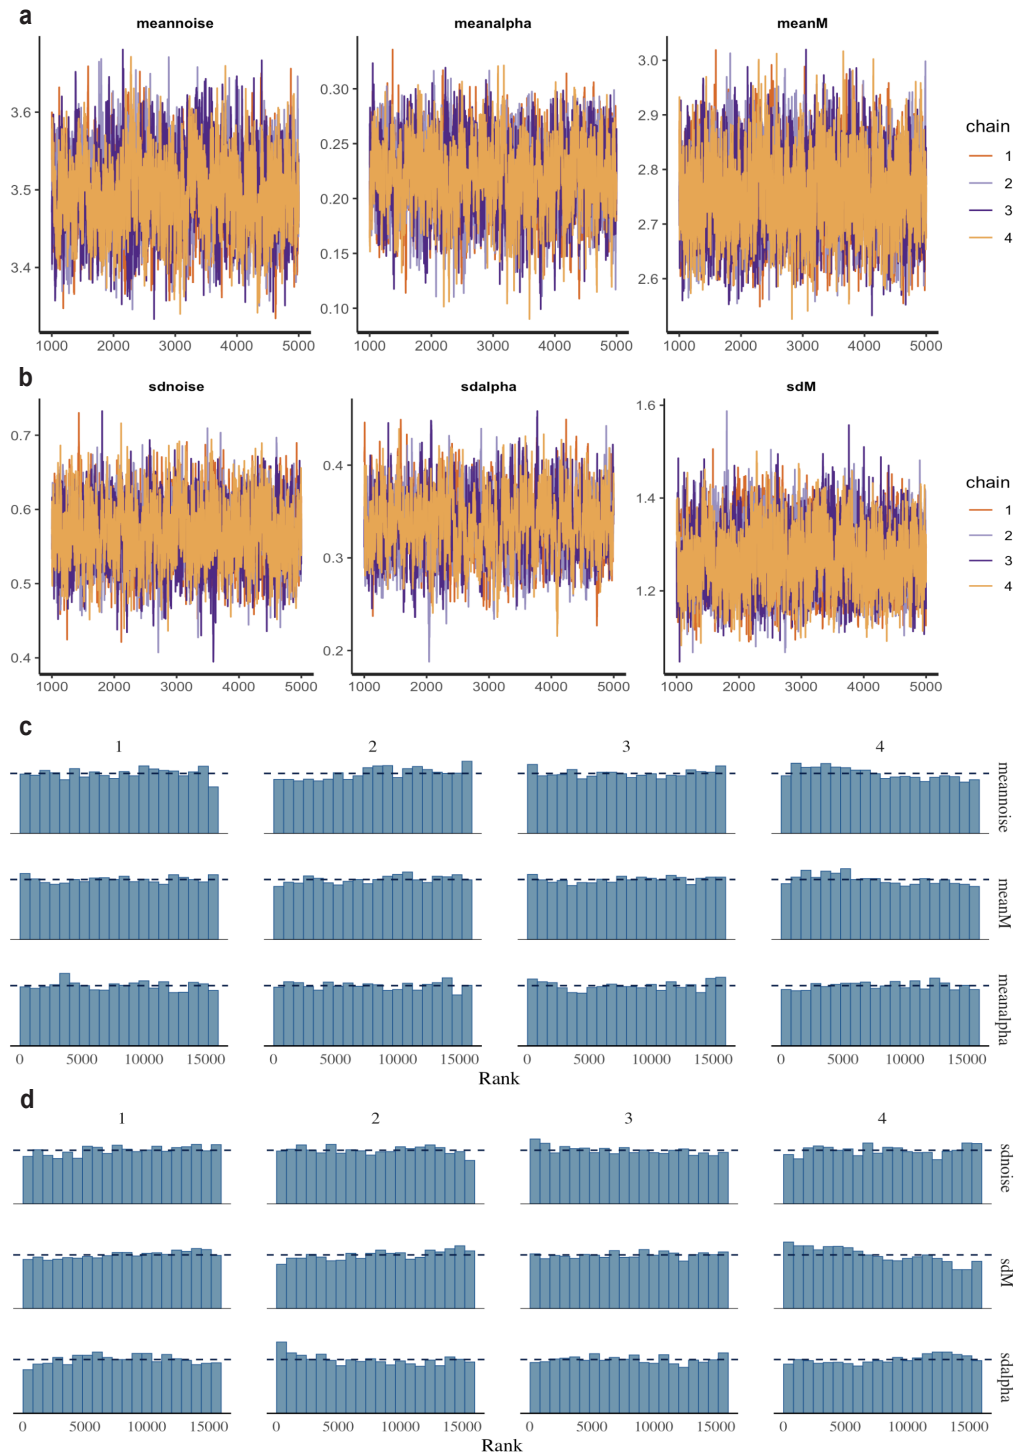 a
meannoise meanalpha meanM
3.6
3.5
3.4
0.30
0.25
0.20
0.15
0.10
3.0
2.9
2.8
2.7
2.6
1000 2000 3000 4000 5000 1000 2000 3000 4000 5000 1000 2000 3000 4000 5000
chain
1
2
3
4
b
sdnoise sdalpha sdM
0.7
0.6
0.5
0.4
0.4
0.3
0.2
1.6
1.4
1.2
1000 2000 3000 4000 5000 1000 2000 3000 4000 5000 1000 2000 3000 4000 5000
chain
1
2
3
4
c
1 2 3 4
meannoise
meanM
meanalpha
0 5000 10000 15000 0 5000 10000 15000 0 5000 10000 15000 0 5000 10000 15000
Rank
d
1 2 3 4
sdnoise
sdM
sdalpha
0 5000 10000 15000 0 5000 10000 15000 0 5000 10000 15000 0 5000 10000 15000
Rank